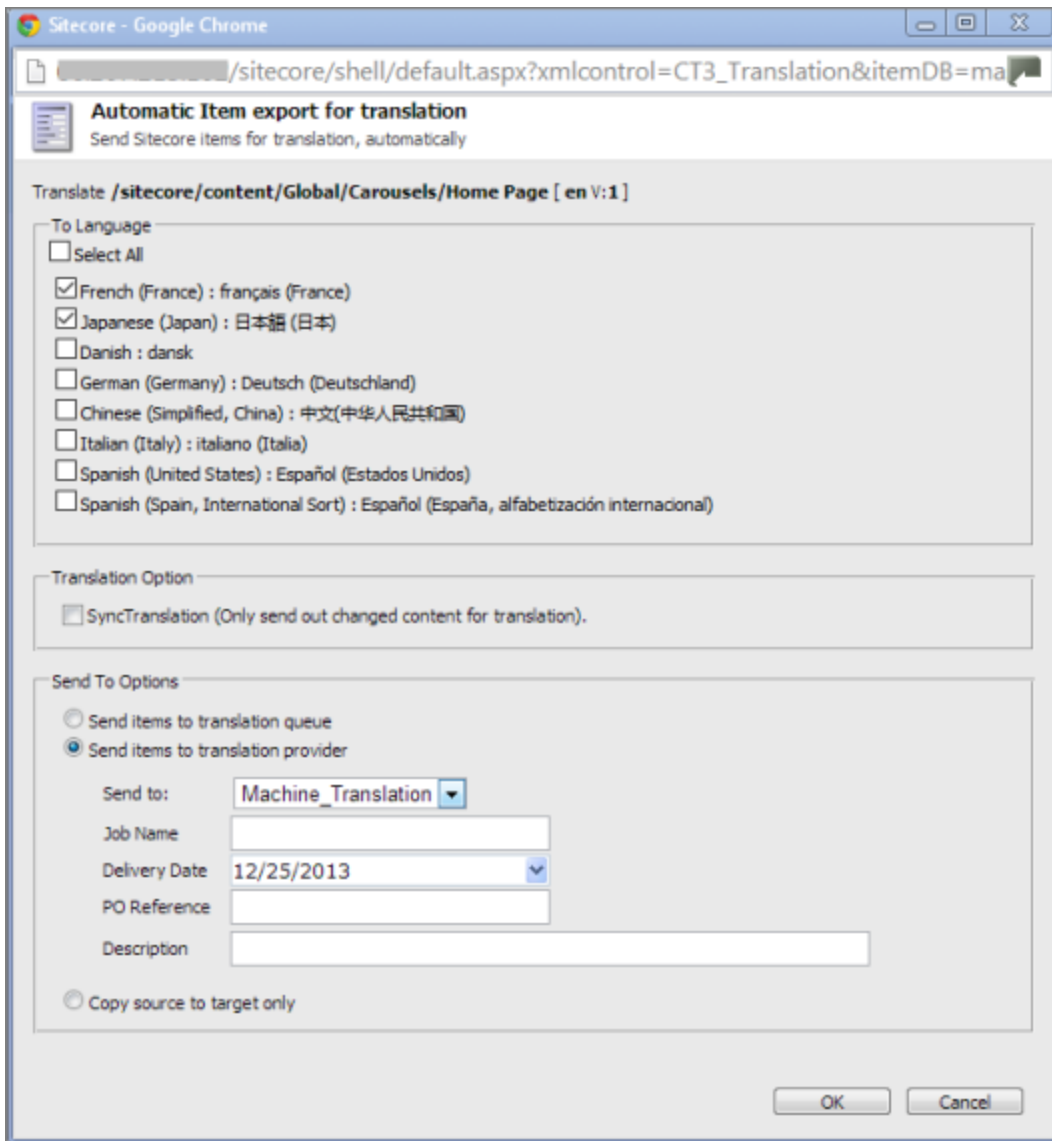 Sitecore - Google Chrome
/sitecore/shell/default.aspx?xmlcontrol=CT3_Translation&itemDB=ma
Automatic Item export for translation
Send Sitecore items for translation, automatically
Translate /sitecore/content/Global/Carousels/Home Page [ en V:1 ]
To Language
Select All
French (France) : français (France)
Japanese (Japan) : 日本語 (日本)
Danish : dansk
German (Germany) : Deutsch (Deutschland)
Chinese (Simplified, China) : 中文(中华人民共和国)
Italian (Italy) : italiano (Italia)
Spanish (United States) : Español (Estados Unidos)
Spanish (Spain, International Sort) : Español (España, alfabetización internacional)
Translation Option
SyncTranslation (Only send out changed content for translation).
Send To Options
Send items to translation queue
Send items to translation provider
Send to: Machine_Translation
Job Name
Delivery Date 12/25/2013
PO Reference
Description
Copy source to target only
OK Cancel